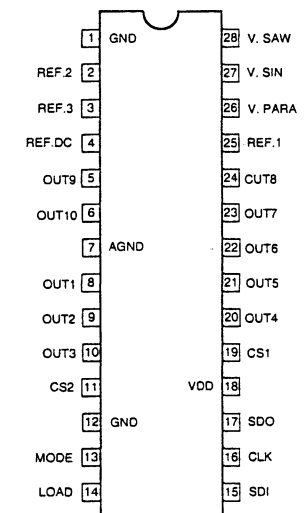 1 GND 28 V. SAW
REF.2 2 27 V. SIN
REF.3 3 26 V. PARA
REF.DC 4 25 REF.1
OUT9 5 24 CUT8
OUT10 6 23 OUT7
7 AGND 22 OUT6
OUT1 8 21 OUT5
OUT2 9 20 OUT4
OUT3 10 19 CS1
CS2 11 VDD 18
12 GND 17 SDO
MODE 13 16 CLK
LOAD 14 15 SDI